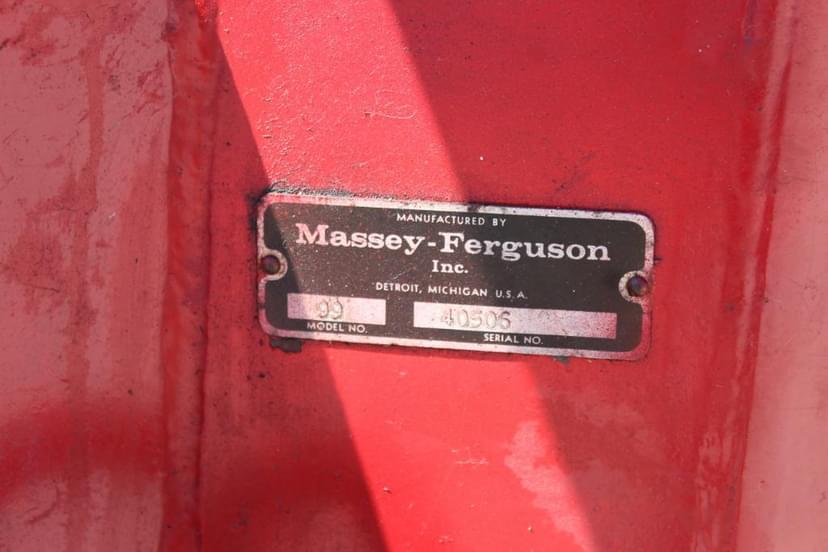 MANUFACTURED BY
Massey-Ferguson
Inc.
DETROIT, MICHIGAN U.S.A.
99 40506
MODEL NO. SERIAL NO.